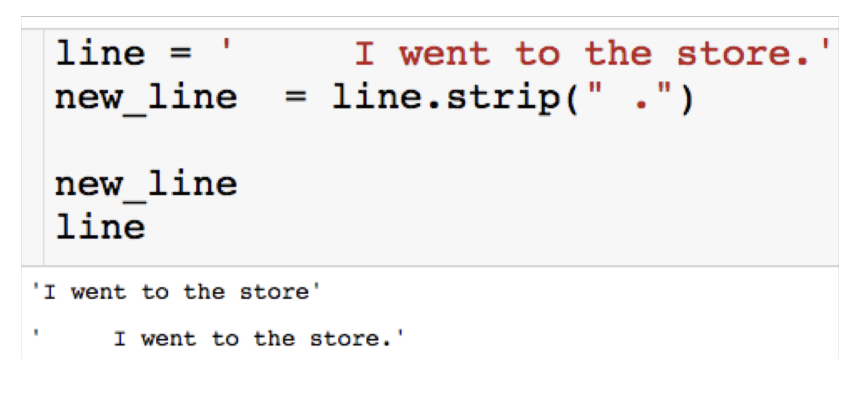 line = '     I went to the store.'
new_line  = line.strip(" .")
new_line
line
'I went to the store'
'     I went to the store.'